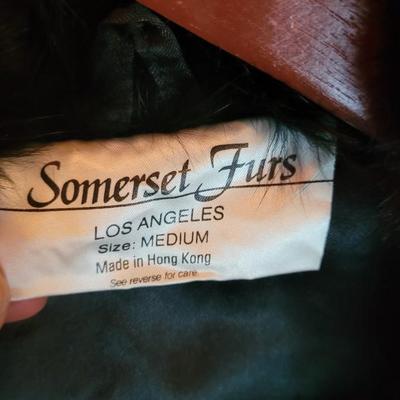 Somerset Furs
LOS ANGELES
Size: MEDIUM
Made in Hong Kong
See reverse for care